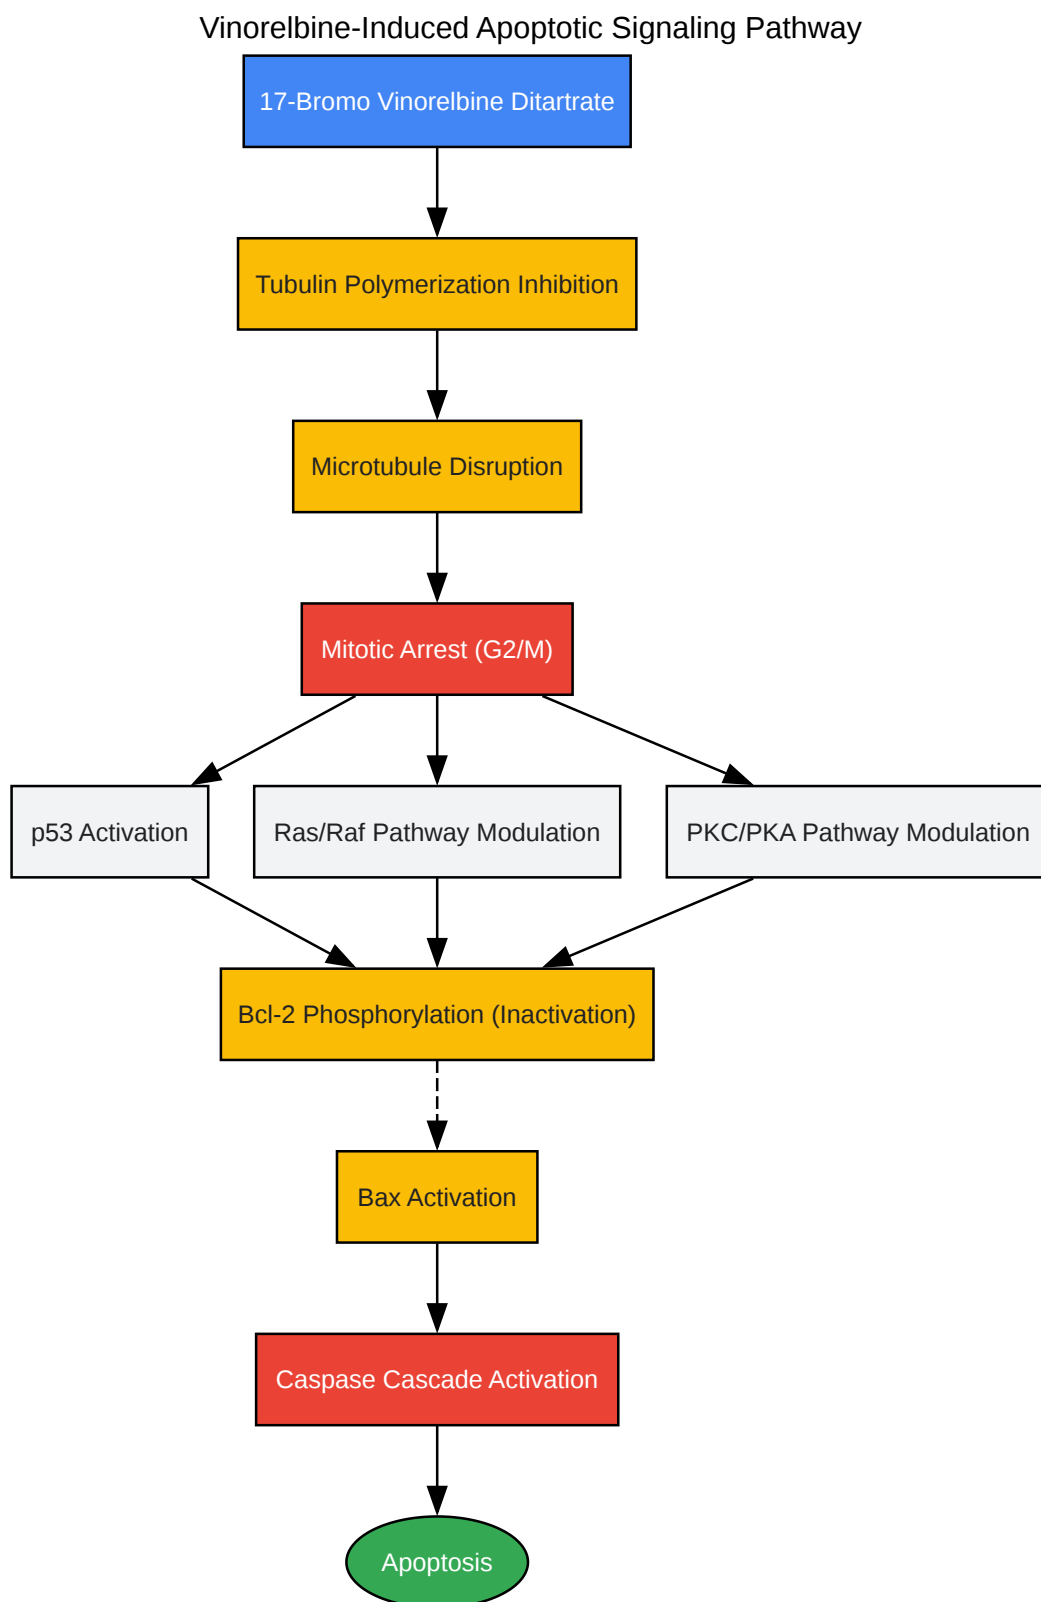 Vinorelbine-Induced Apoptotic Signaling Pathway
17-Bromo Vinorelbine Ditartrate
Tubulin Polymerization Inhibition
Microtubule Disruption
Mitotic Arrest (G2/M)
p53 Activation
Ras/Raf Pathway Modulation
PKC/PKA Pathway Modulation
Bcl-2 Phosphorylation (Inactivation)
Bax Activation
Caspase Cascade Activation
Apoptosis